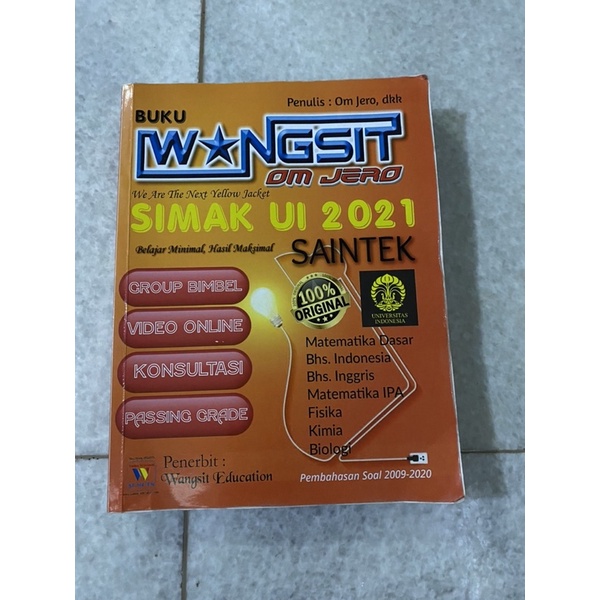 Penulis : Om Jero, dkk
BUKU
WANGSIT
OM JERO
We Are The Next Yellow Jacket
SIMAK UI 2021
Belajar Minimal, Hasil Maksimal
SAINTEK
GROUP BIMBEL
VIDEO ONLINE
KONSULTASI
PASSING GRADE
100%
ORIGINAL
UNIVERSITAS
INDONESIA
Matematika Dasar
Bhs. Indonesia
Bhs. Inggris
Matematika IPA
Fisika
Kimia
Biologi
Penerbit :
Wangsit Education
Pembahasan Soal 2009-2020